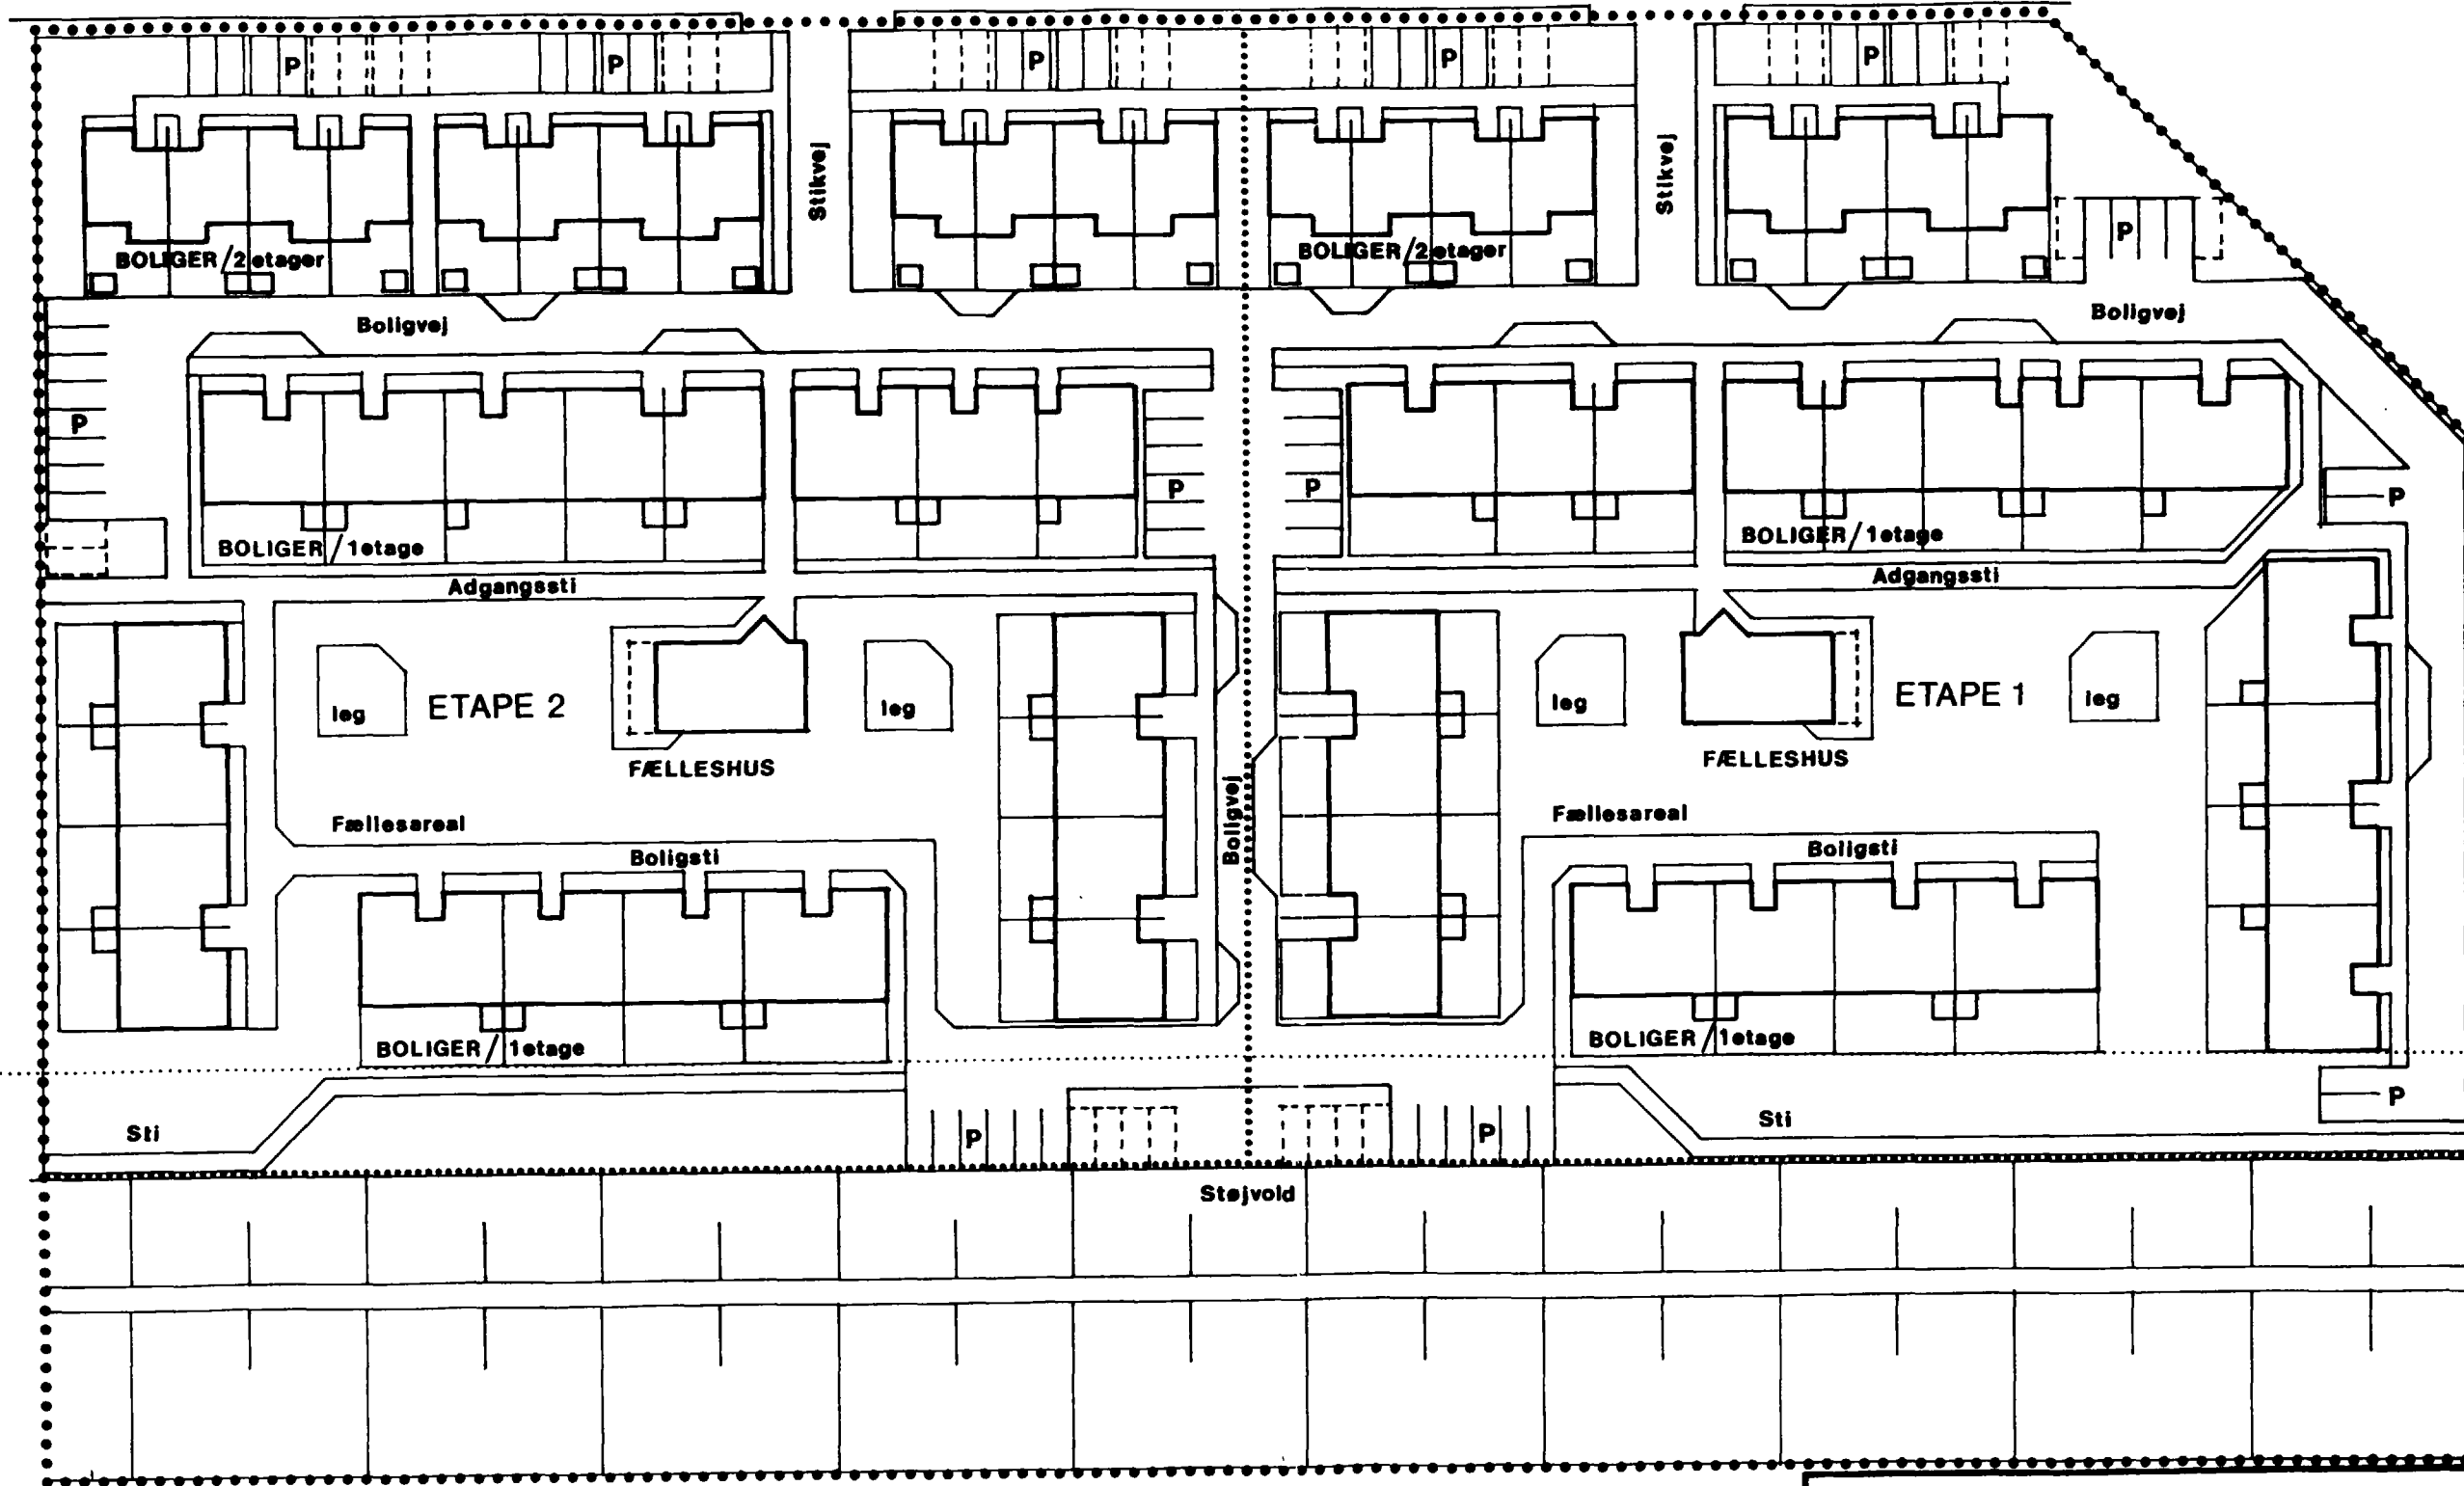 P
P
P
P
P
Stikvej
Stikvej
BOLIGER/2etager
BOLIGER/2etager
P
Boligvej
Boligvej
P
P
P
P
BOLIGER/1etage
BOLIGER/1etage
Adgangssti
Adgangssti
leg
ETAPE 2
leg
leg
ETAPE 1
leg
FÆLLESHUS
FÆLLESHUS
Boligvej
Fællesareal
Fællesareal
Boligsti
Boligsti
BOLIGER/1etage
BOLIGER/1etage
P
Sti
P
P
Sti
Støjvold